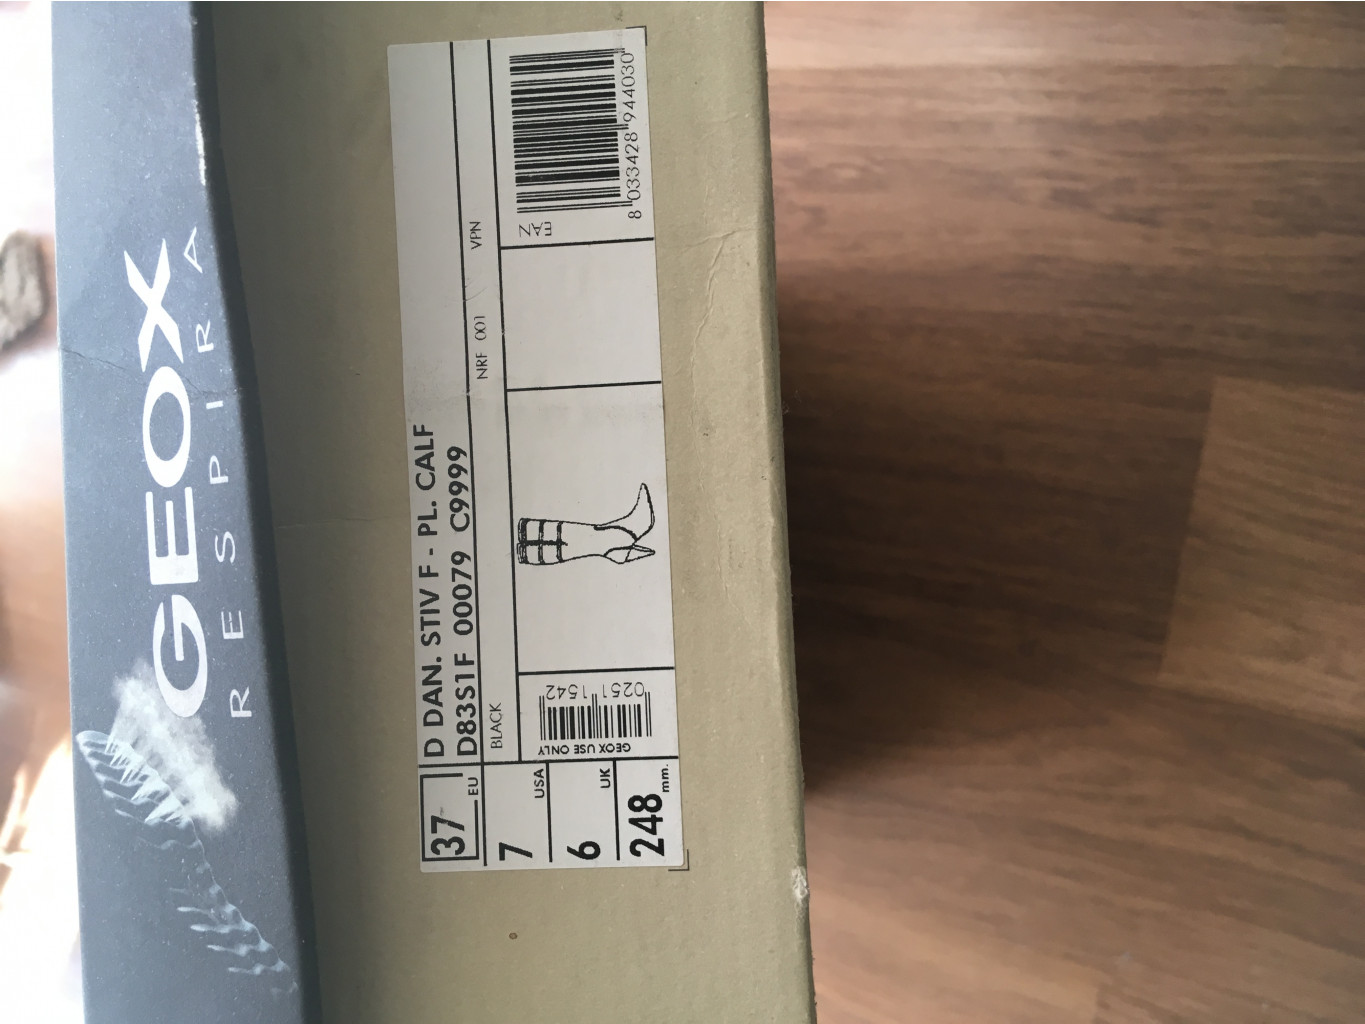 GEOX
RESPIRA
37 EU
D DAN. STIV F - PL. CALF
D83S1F 00079 C9999
BLACK
NRF 001
VPN
7 USA
6 UK
248 mm.
GEOX USE ONLY
0251 1542
EAN
8 033428 944030